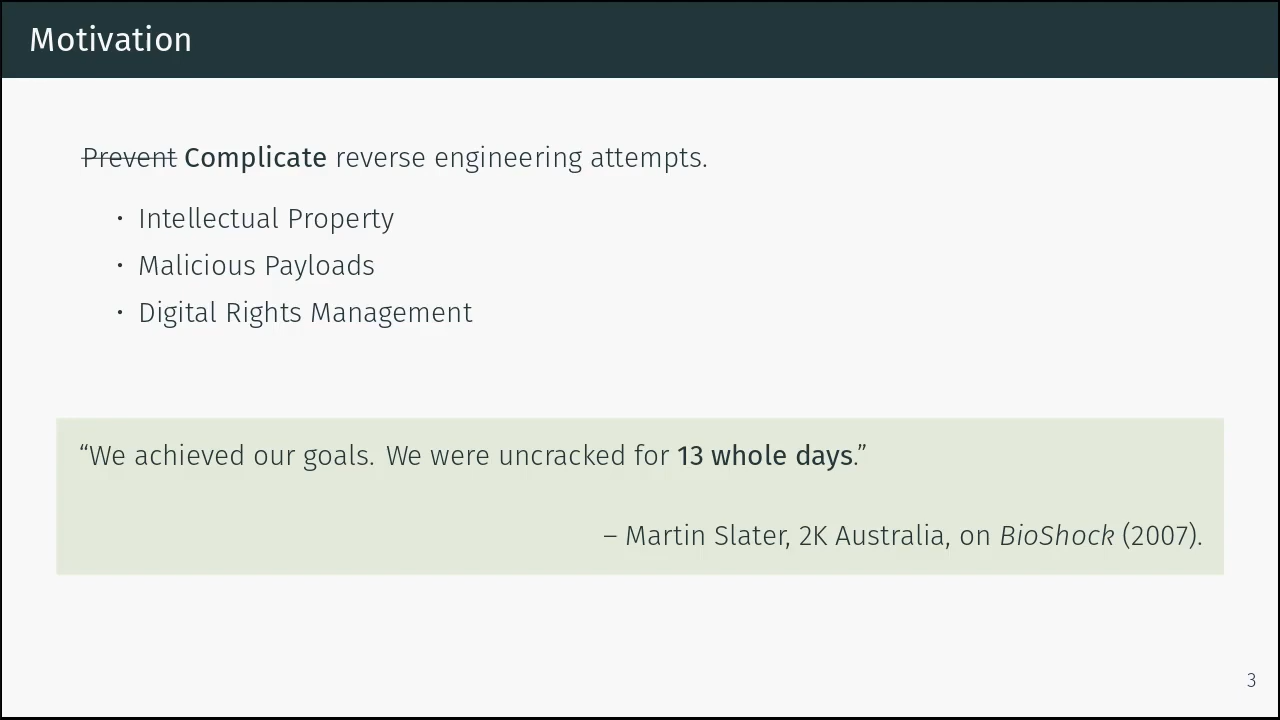 Motivation
Prevent Complicate reverse engineering attempts.
• Intellectual Property
• Malicious Payloads
• Digital Rights Management
“We achieved our goals. We were uncracked for 13 whole days.”
– Martin Slater, 2K Australia, on BioShock (2007).
3